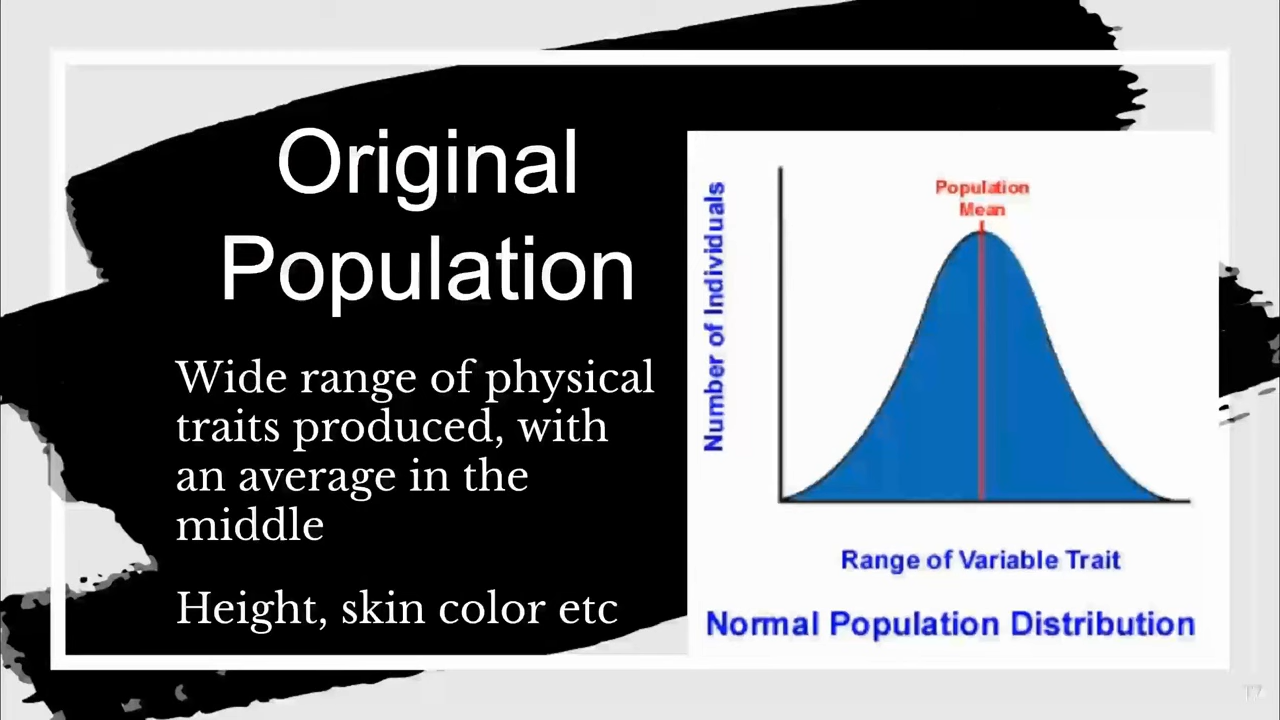 Original
Population
Wide range of physical
traits produced, with
an average in the
middle
Height, skin color etc
Number of Individuals
Population
Mean
Range of Variable Trait
Normal Population Distribution